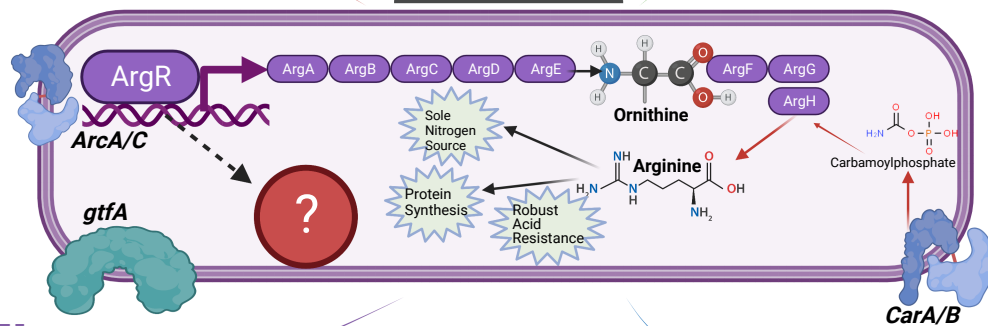 ArgR
ArgA
ArgB
ArgC
ArgD
ArgE
H
H
N
H
C
C
O
O
H
Ornithine
ArgF
ArgG
ArgH
ArcA/C
Sole
Nitrogen
Source
Protein
Synthesis
Robust
Acid
Resistance
Arginine
NH
H₂N
N
H
O
OH
NH₂
H₂N
O
O
P
OH
OH
O
Carbamoylphosphate
?
gtfA
CarA/B